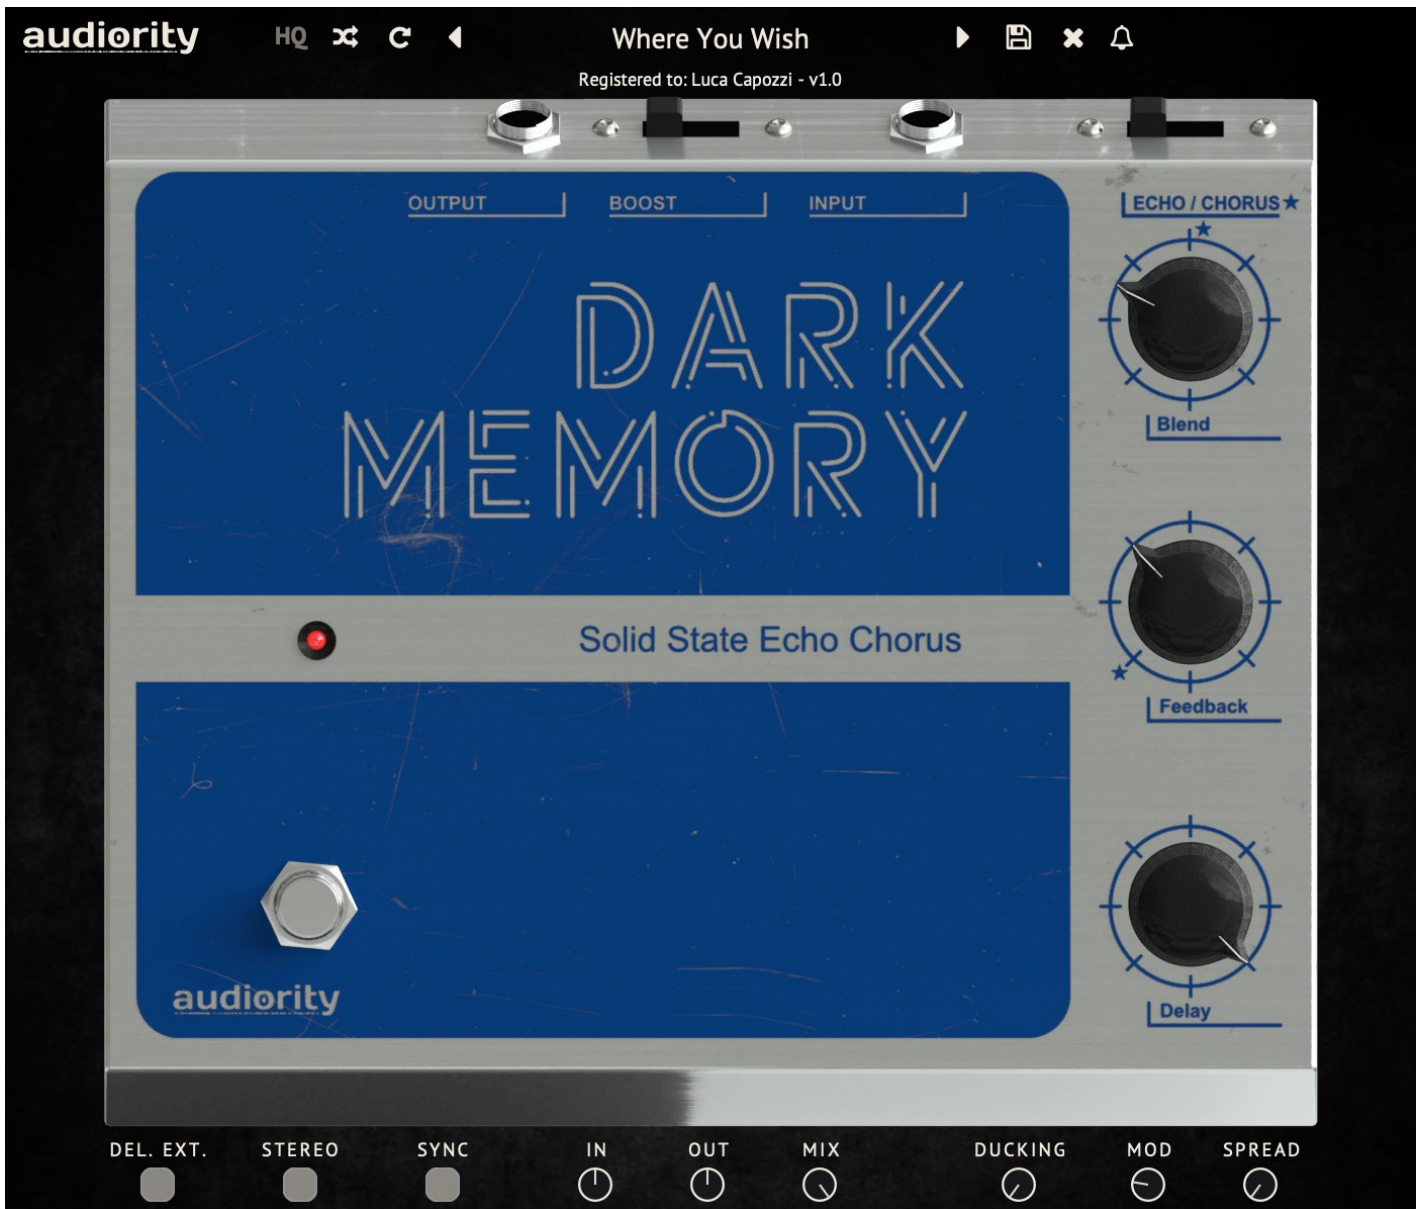 audiority
HQ
Where You Wish
Registered to: Luca Capozzi - v1.0
OUTPUT
BOOST
INPUT
ECHO / CHORUS★
★
DARK
MEMORY
Blend
Solid State Echo Chorus
★
Feedback
audiority
Delay
DEL. EXT.
STEREO
SYNC
IN
OUT
MIX
DUCKING
MOD
SPREAD